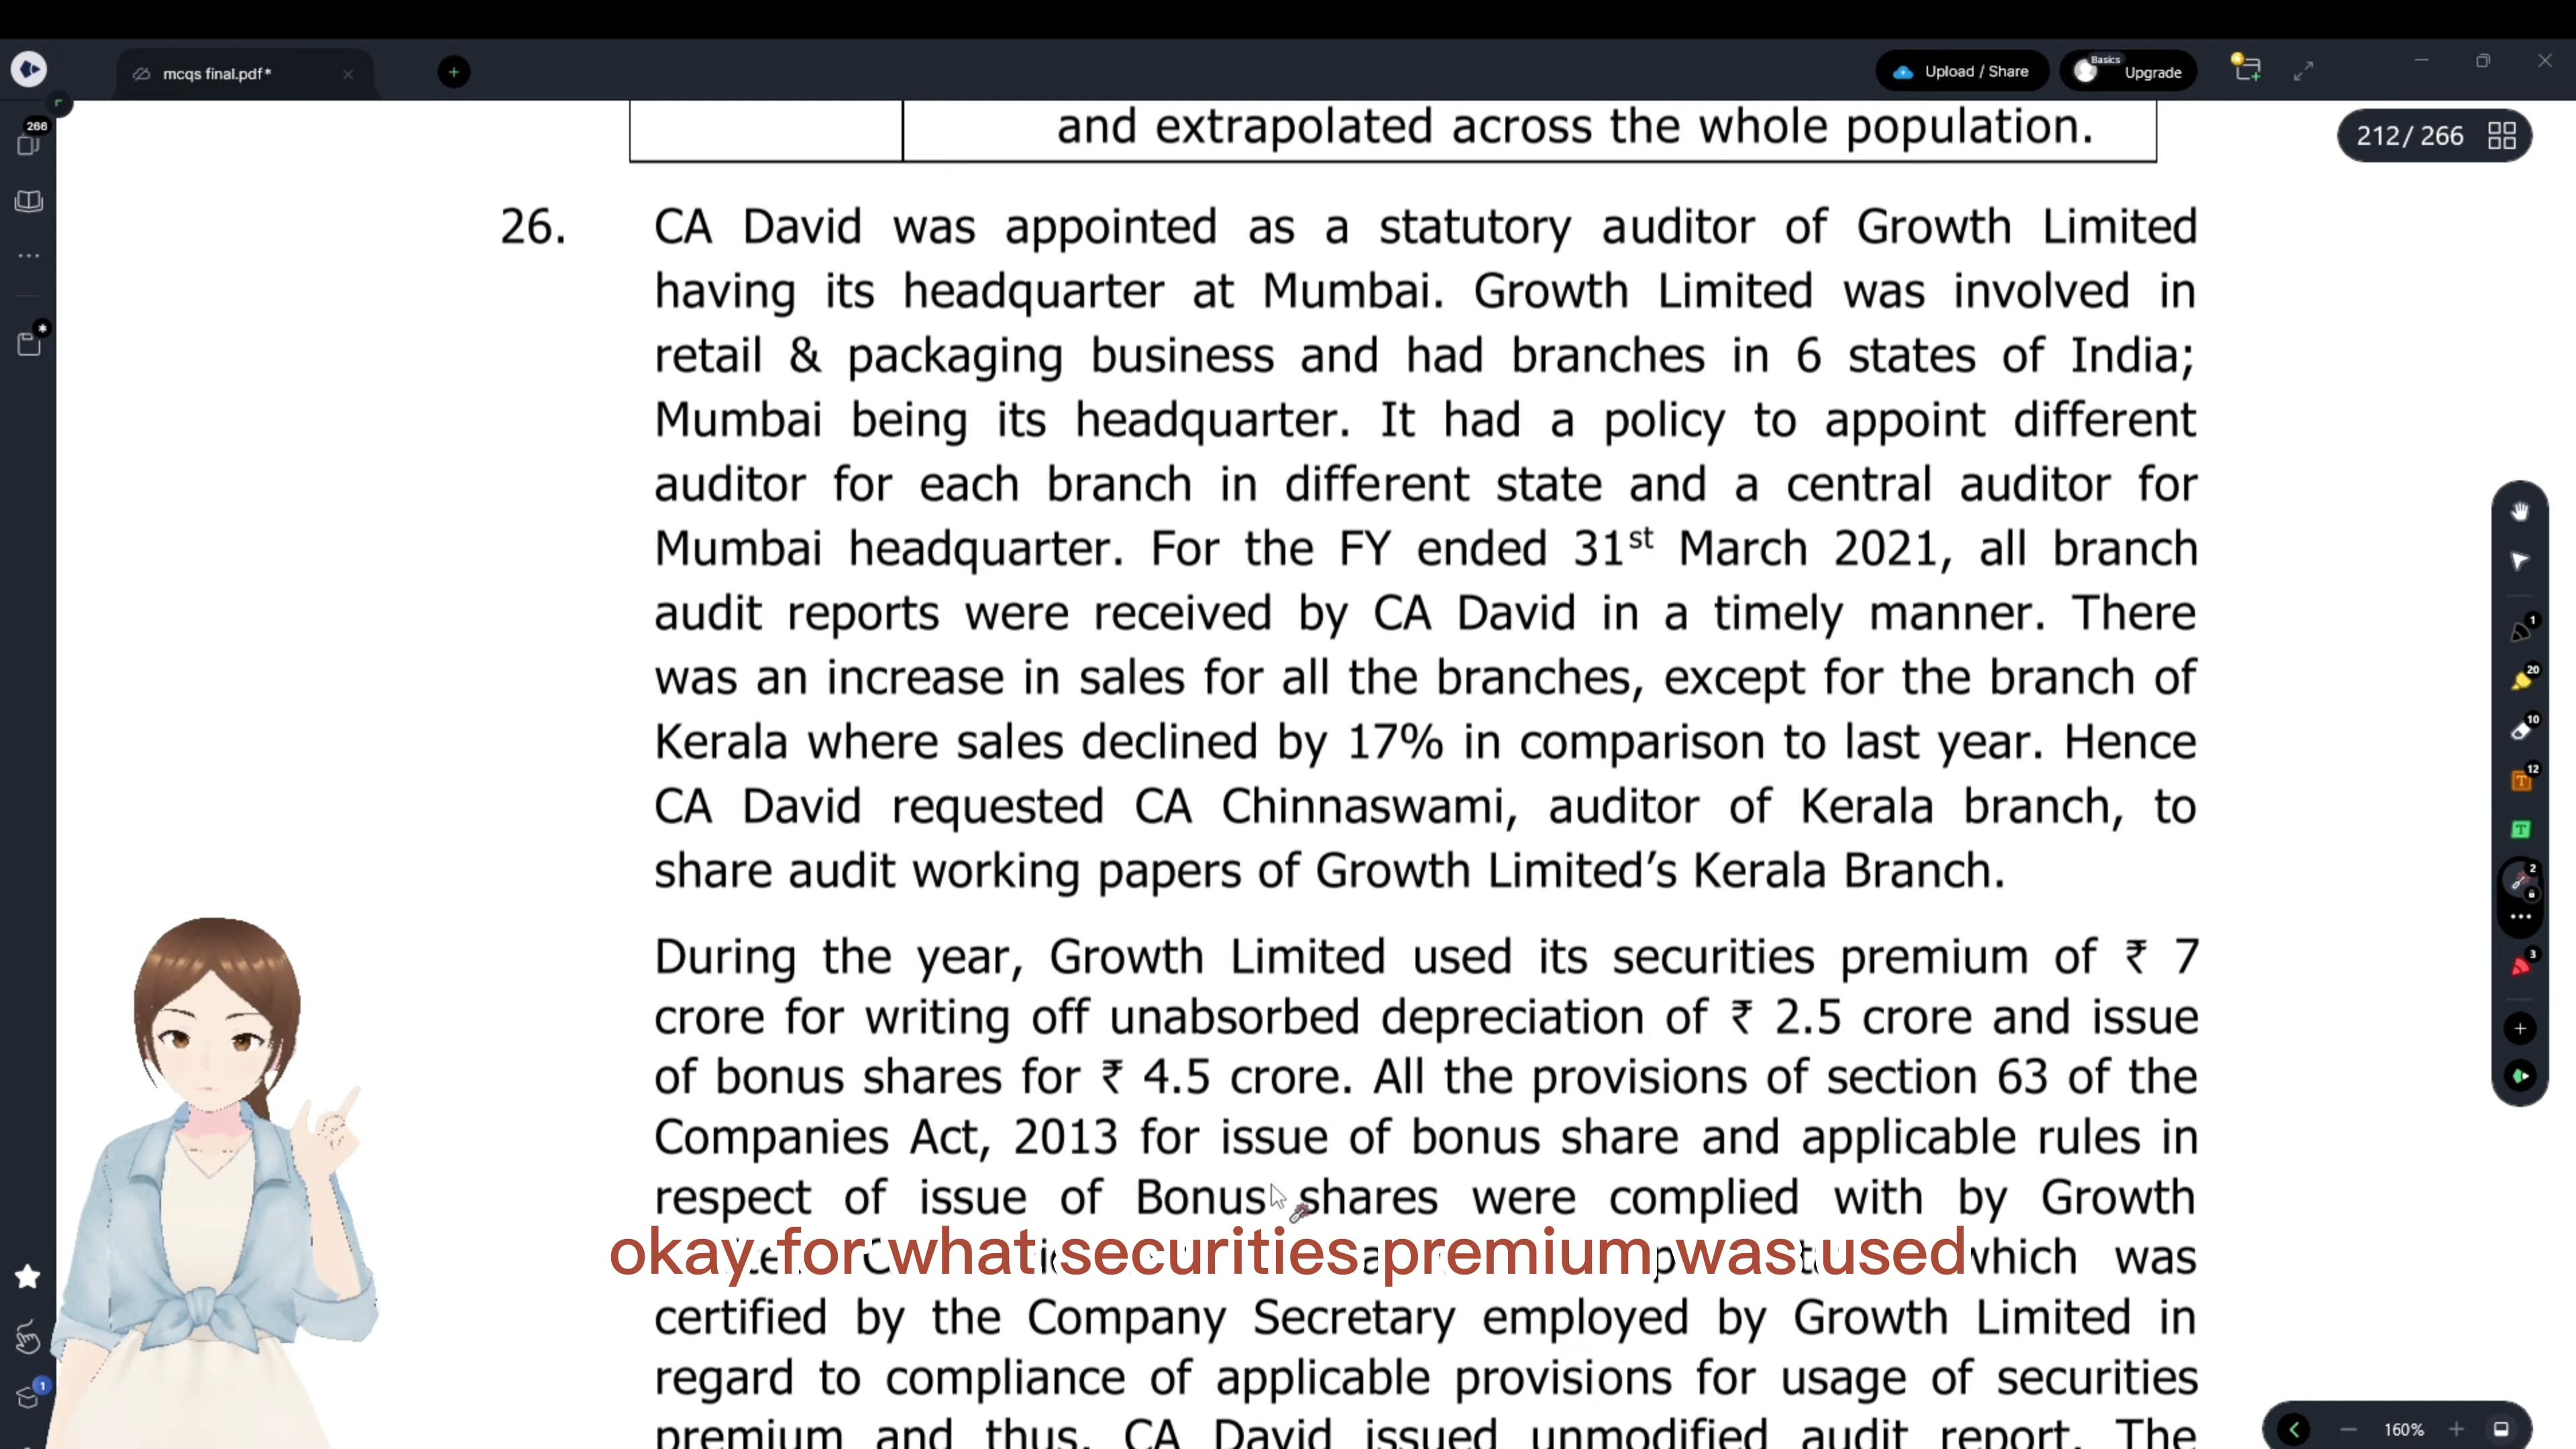 mcqs final.pdf*
Upload / Share
Basics
Upgrade
266
212/ 266
and extrapolated across the whole population.
26. CA David was appointed as a statutory auditor of Growth Limited
having its headquarter at Mumbai. Growth Limited was involved in
retail & packaging business and had branches in 6 states of India;
Mumbai being its headquarter. It had a policy to appoint different
auditor for each branch in different state and a central auditor for
Mumbai headquarter. For the FY ended 31st March 2021, all branch
audit reports were received by CA David in a timely manner. There
was an increase in sales for all the branches, except for the branch of
Kerala where sales declined by 17% in comparison to last year. Hence
CA David requested CA Chinnaswami, auditor of Kerala branch, to
share audit working papers of Growth Limited’s Kerala Branch.
During the year, Growth Limited used its securities premium of ₹ 7
crore for writing off unabsorbed depreciation of ₹ 2.5 crore and issue
of bonus shares for ₹ 4.5 crore. All the provisions of section 63 of the
Companies Act, 2013 for issue of bonus share and applicable rules in
respect of issue of Bonus shares were complied with by Growth
okay for what securities premium was used
which was
certified by the Company Secretary employed by Growth Limited in
regard to compliance of applicable provisions for usage of securities
premium and thus, CA David issued unmodified audit report. The
1
20
10
12
T
T
2
3
1
160%